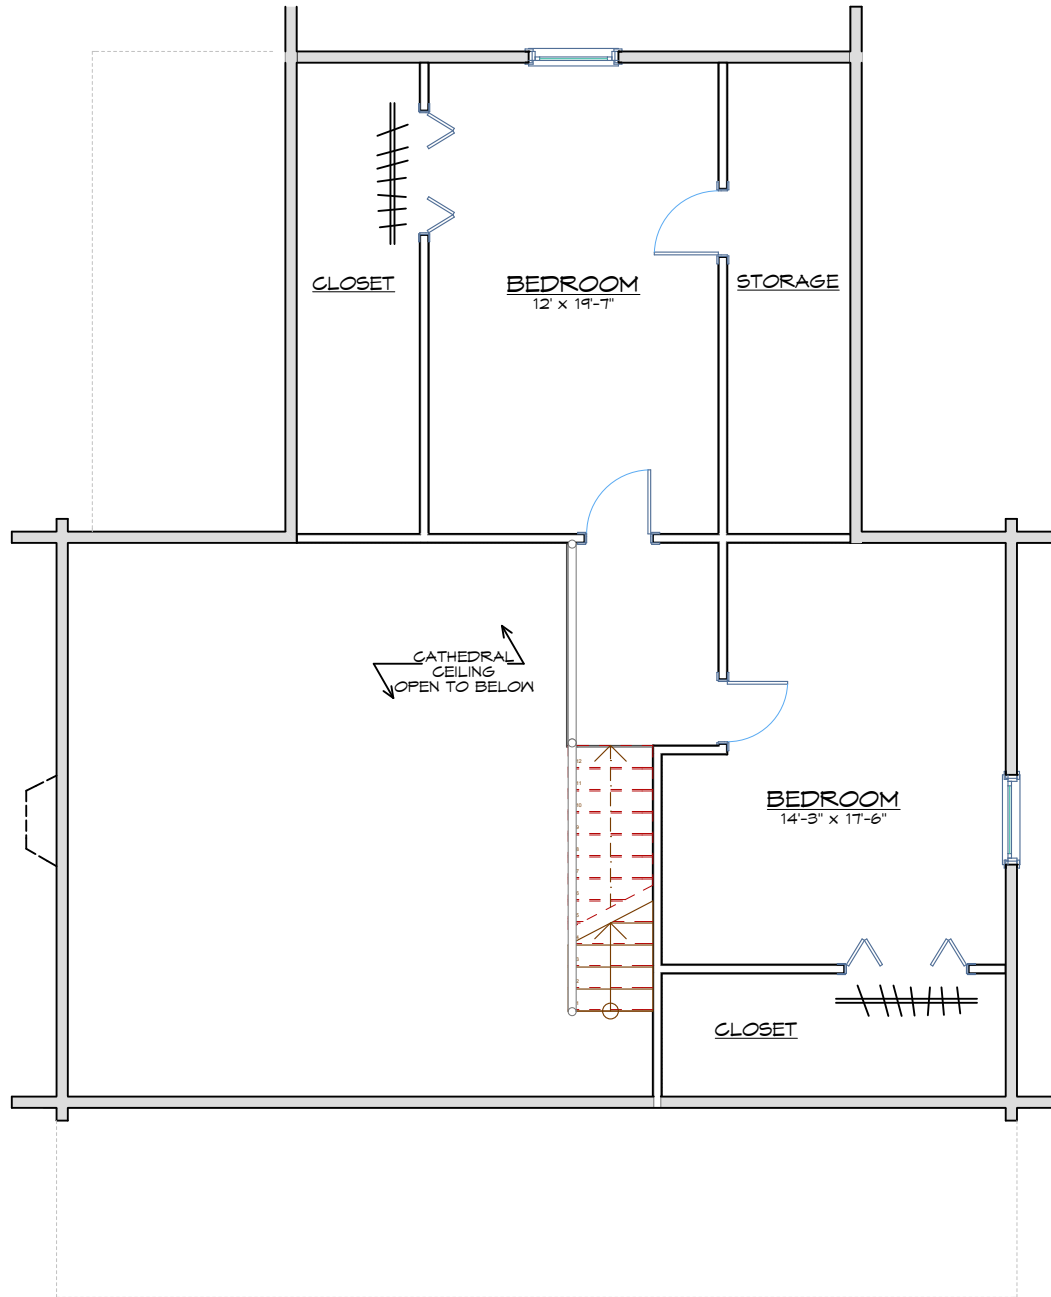 CLOSET
BEDROOM
12' x 19'-7"
STORAGE
CATHEDRAL
CEILING
OPEN TO BELOW
BEDROOM
14'-3" x 17'-6"
CLOSET